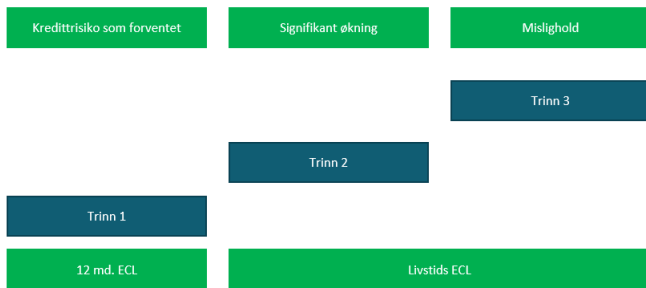 Kredittrisiko som forventet
Signifikant økning
Mislighold
Trinn 3
Trinn 2
Trinn 1
12 md. ECL
Livstids ECL